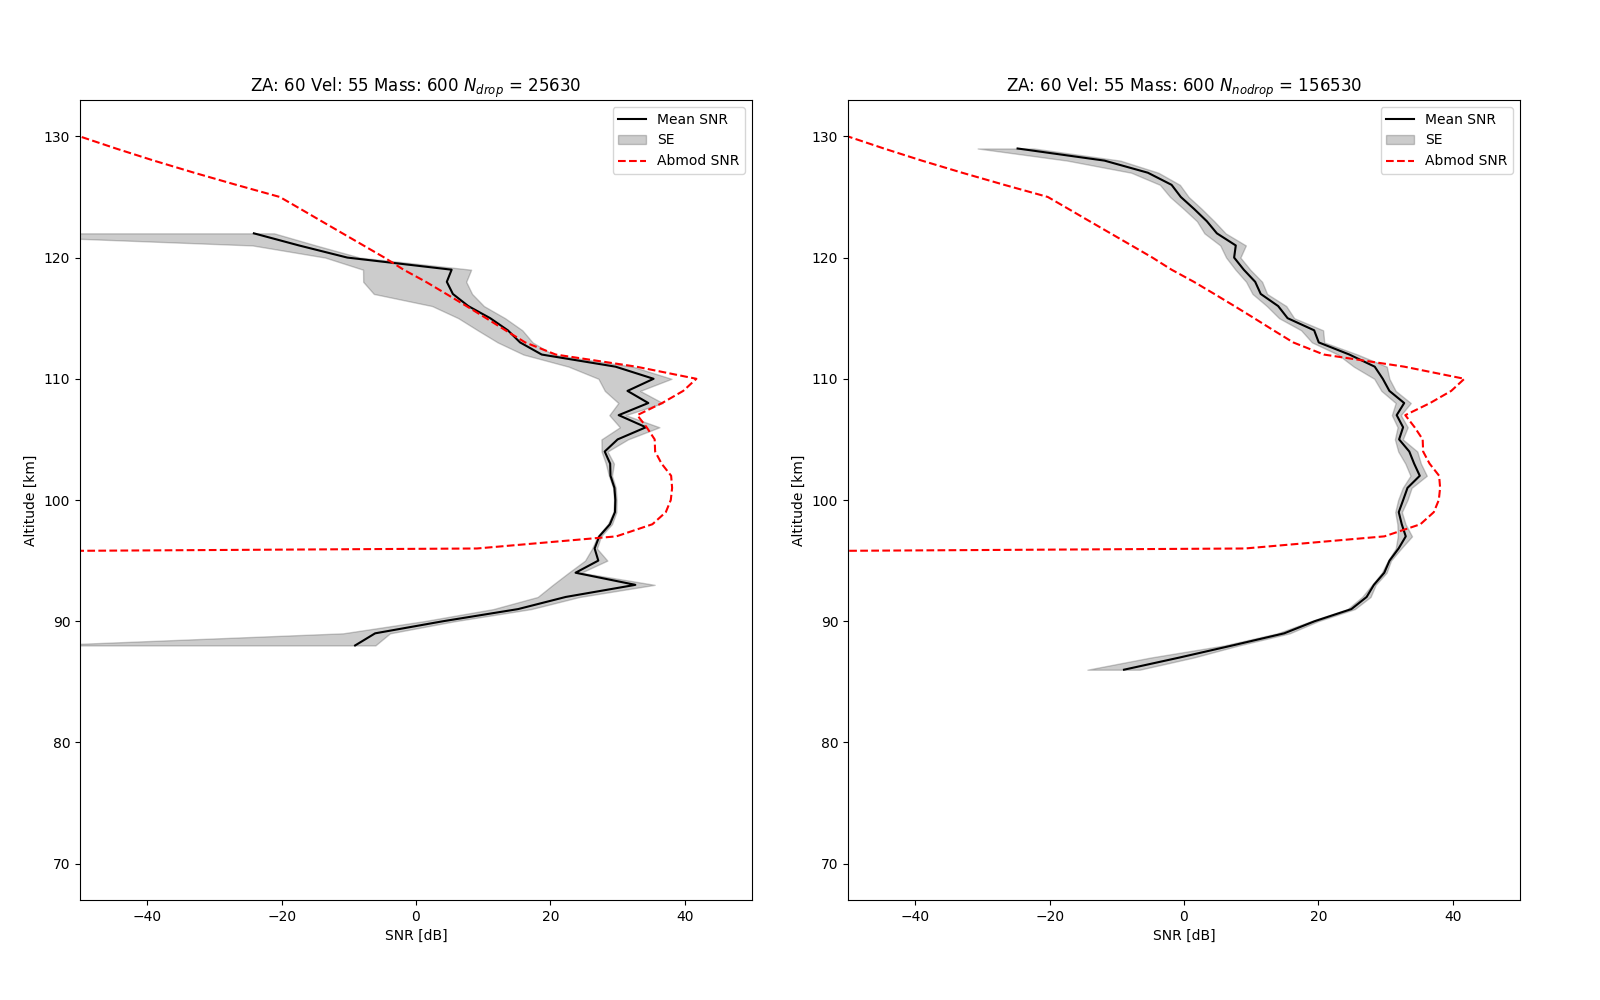 ZA: 60 Vel: 55 Mass: 600 N_drop = 25630
Mean SNR
SE
Abmod SNR
130
120
110
100
90
80
70
Altitude [km]
−40
−20
0
20
40
SNR [dB]
ZA: 60 Vel: 55 Mass: 600 N_nodrop = 156530
Mean SNR
SE
Abmod SNR
130
120
110
100
90
80
70
Altitude [km]
−40
−20
0
20
40
SNR [dB]